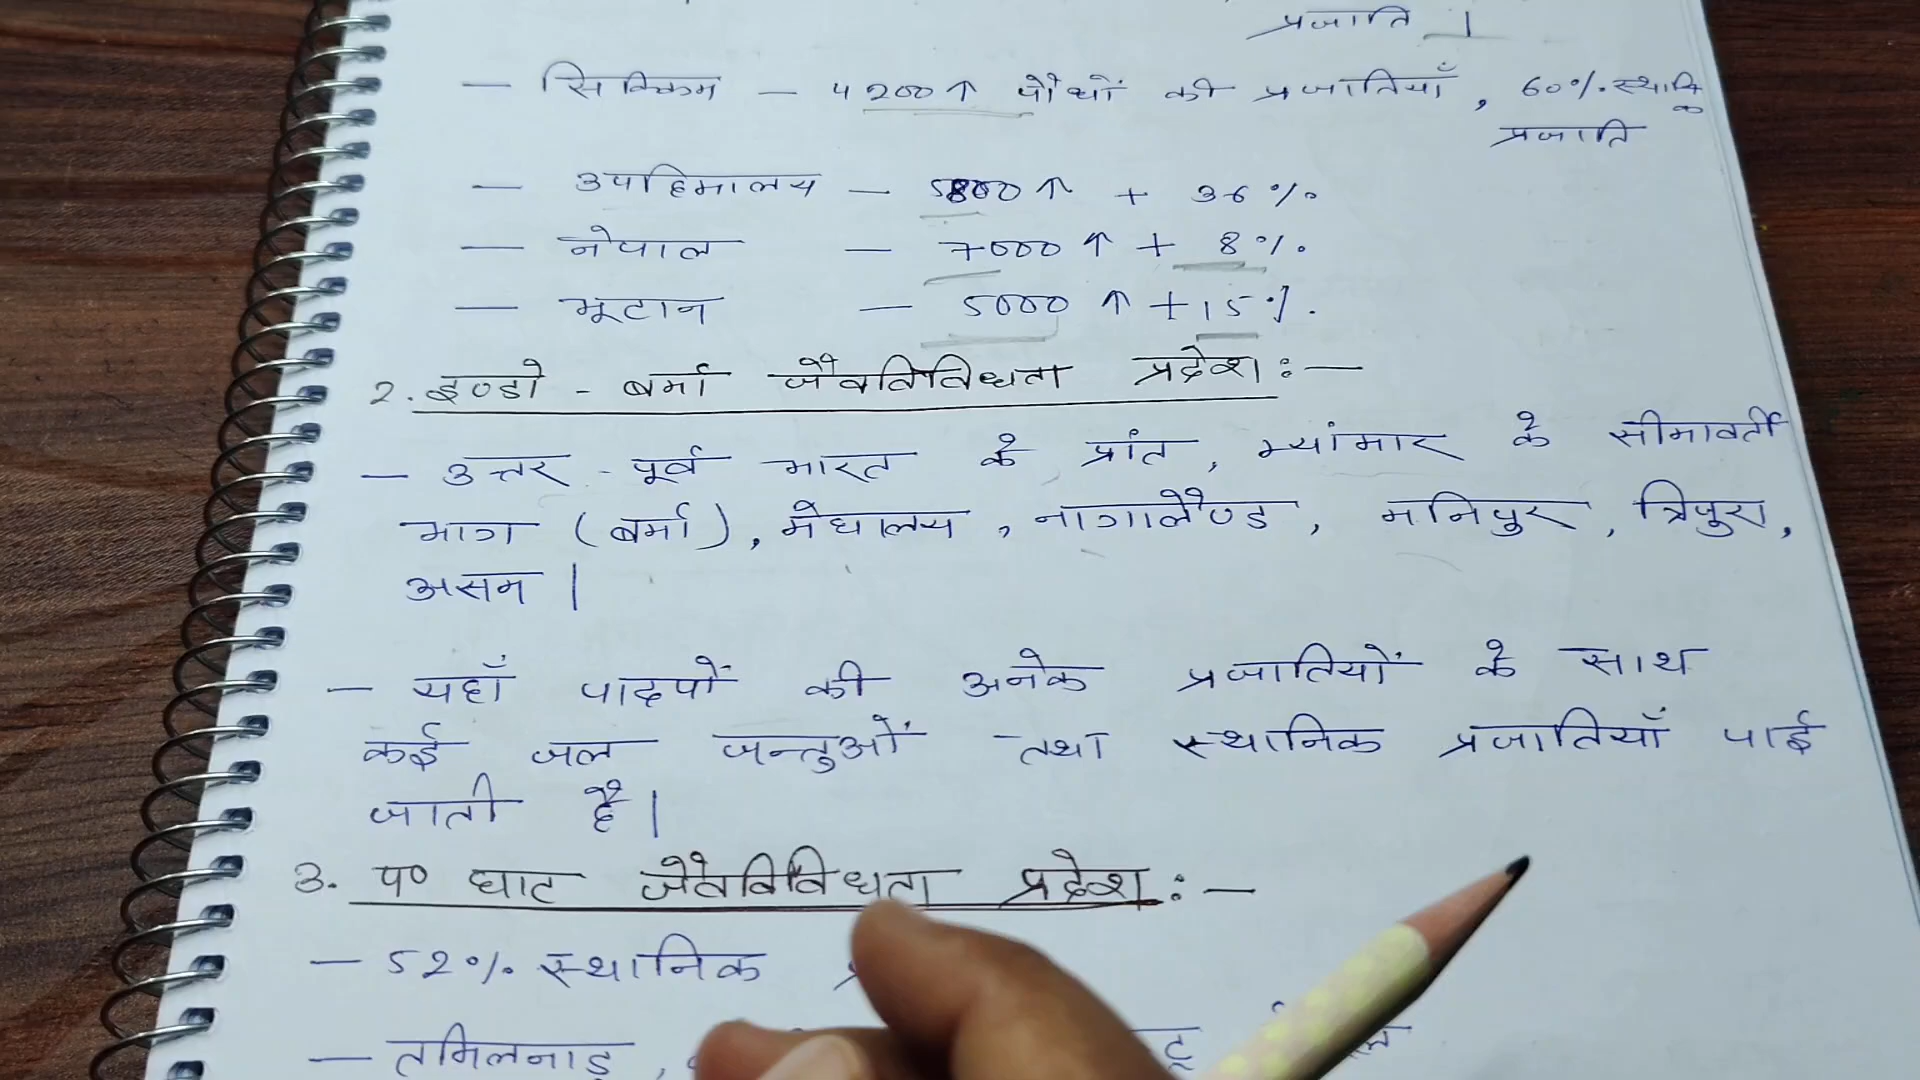 प्रजाति |
— सिक्किम — 4200↑ पौधों की प्रजातियाँ, 60% स्थानिक
प्रजाति
— उपहिमालय — 5800↑ + 36%
— नेपाल — 7000↑ + 8%
— भूटान — 5000↑ + 15%.
2. इण्डो - बर्मा जैवविविधता प्रदेश :—
— उत्तर - पूर्व भारत के प्रांत, म्यांमार के सीमावर्ती
भाग (बर्मा), मेघालय, नागालैण्ड, मनिपुर, त्रिपुरा,
असम |
— यहाँ पादपों की अनेक प्रजातियों के साथ
कई जल जन्तुओं तथा स्थानिक प्रजातियाँ पाई
जाती है |
3. प० घाट जैवविविधता प्रदेश :—
— 52% स्थानिक
— तमिलनाडु,